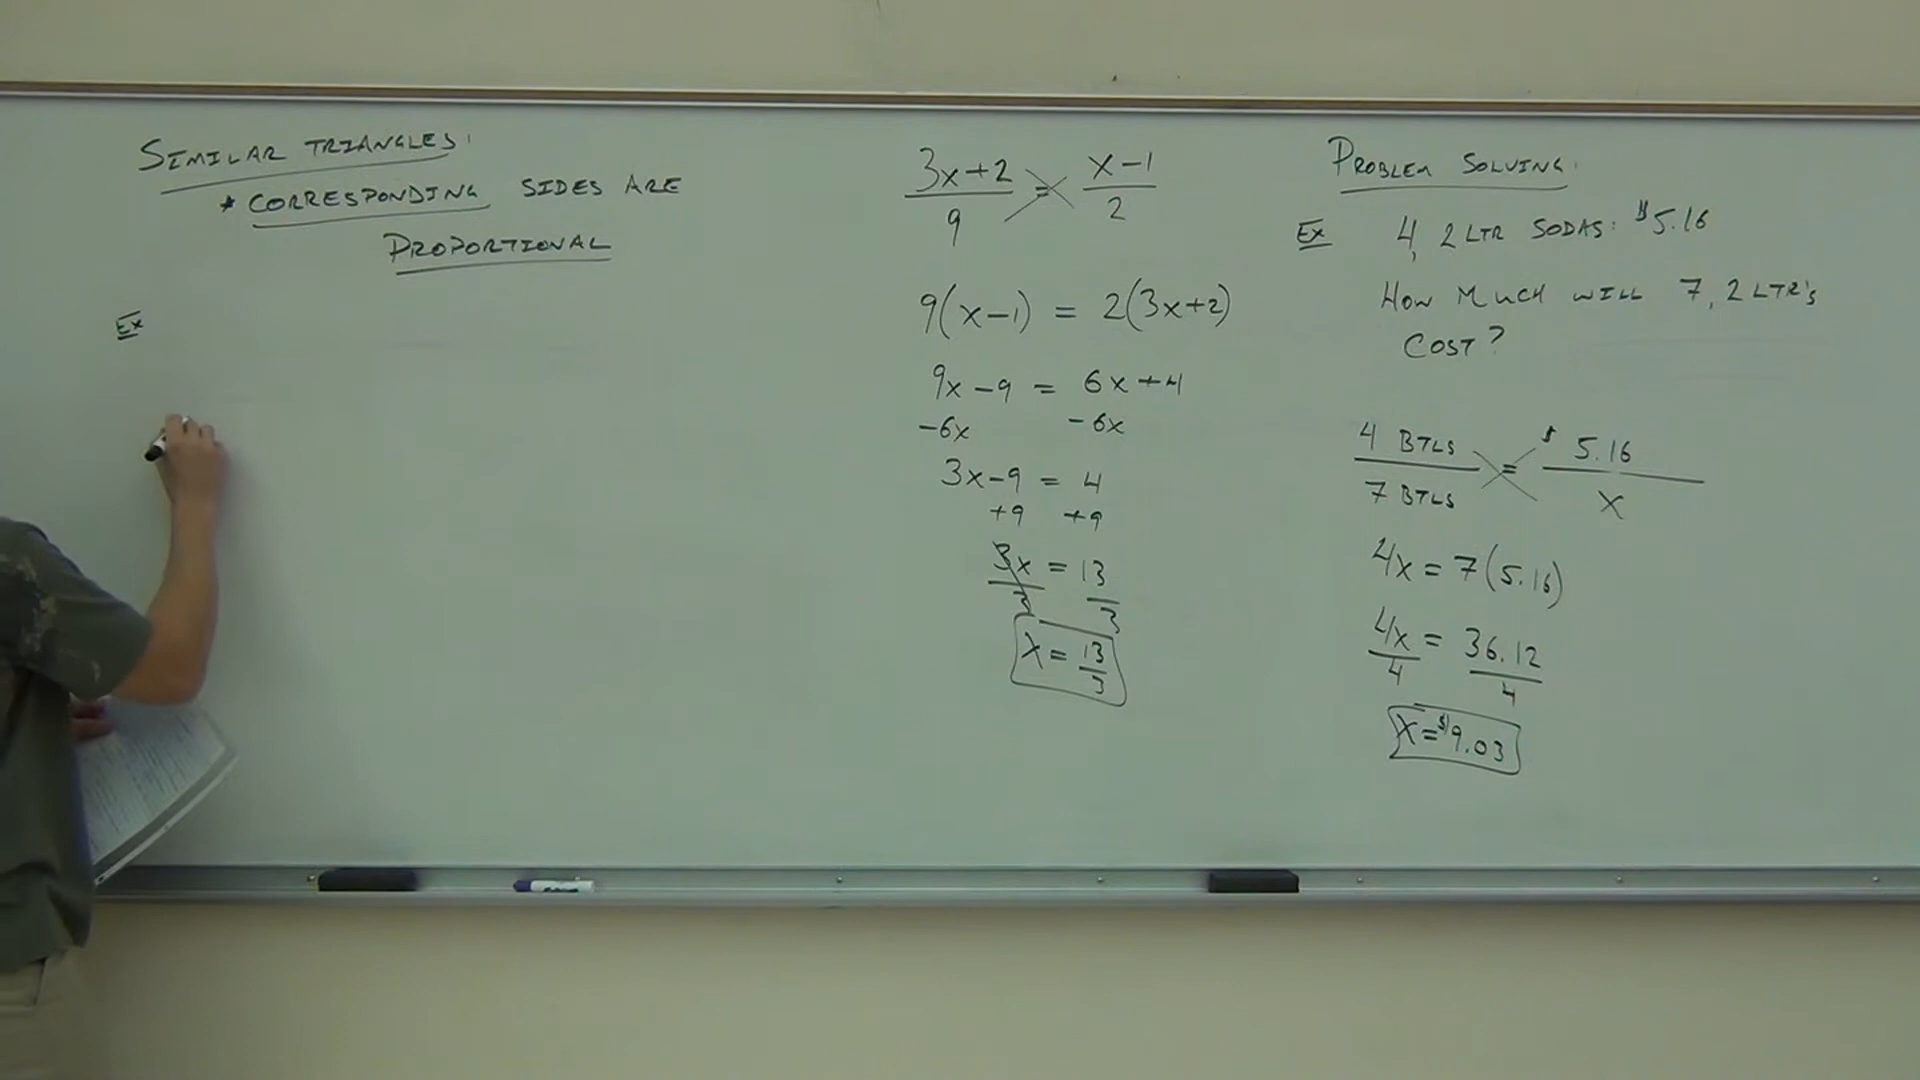 SIMILAR TRIANGLES:
* CORRESPONDING SIDES ARE
PROPORTIONAL
Ex
3x+2 = x-1
9 2
9(x-1) = 2(3x+2)
9x-9 = 6x+4
-6x -6x
3x-9 = 4
+9 +9
3x = 13
3 3
x = 13
3
PROBLEM SOLVING:
Ex 4, 2 LTR SODAS: $5.16
HOW MUCH WILL 7, 2 LTR's
COST?
4 BTLS = $ 5.16
7 BTLS x
4x = 7(5.16)
4x = 36.12
4 4
x = $9.03